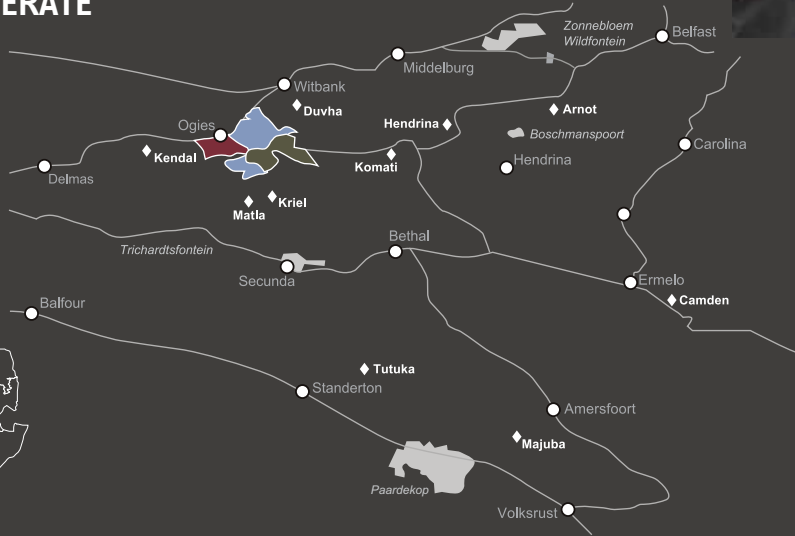 ERATE
Zonnebloem
Wildfontein
Belfast
Middelburg
Witbank
Duvha
Ogies
Hendrina
Arnot
Boschmanspoort
Carolina
Kendal
Komati
Hendrina
Delmas
Kriel
Matla
Trichardtsfontein
Bethal
Secunda
Ermelo
Camden
Balfour
Tutuka
Standerton
Amersfoort
Majuba
Paardekop
Volksrust